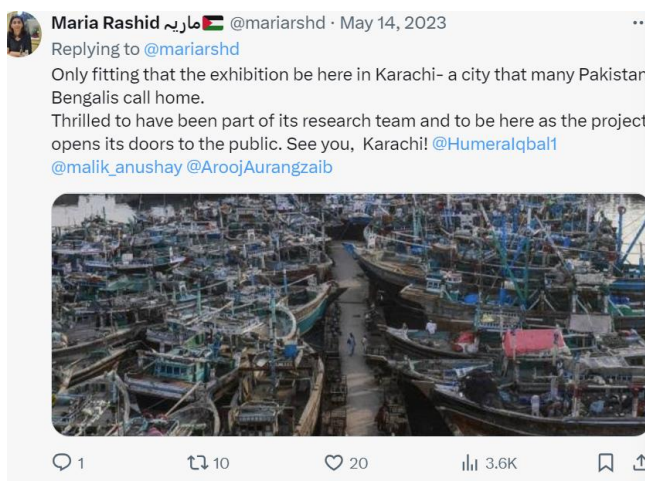 Maria Rashid ماریہ @mariarshd · May 14, 2023
Replying to @mariarshd
Only fitting that the exhibition be here in Karachi- a city that many Pakistan
Bengalis call home.
Thrilled to have been part of its research team and to be here as the project
opens its doors to the public. See you, Karachi! @HumeraIqbal1
@malik_anushay @AroojAurangzaib
1 10 20 3.6K